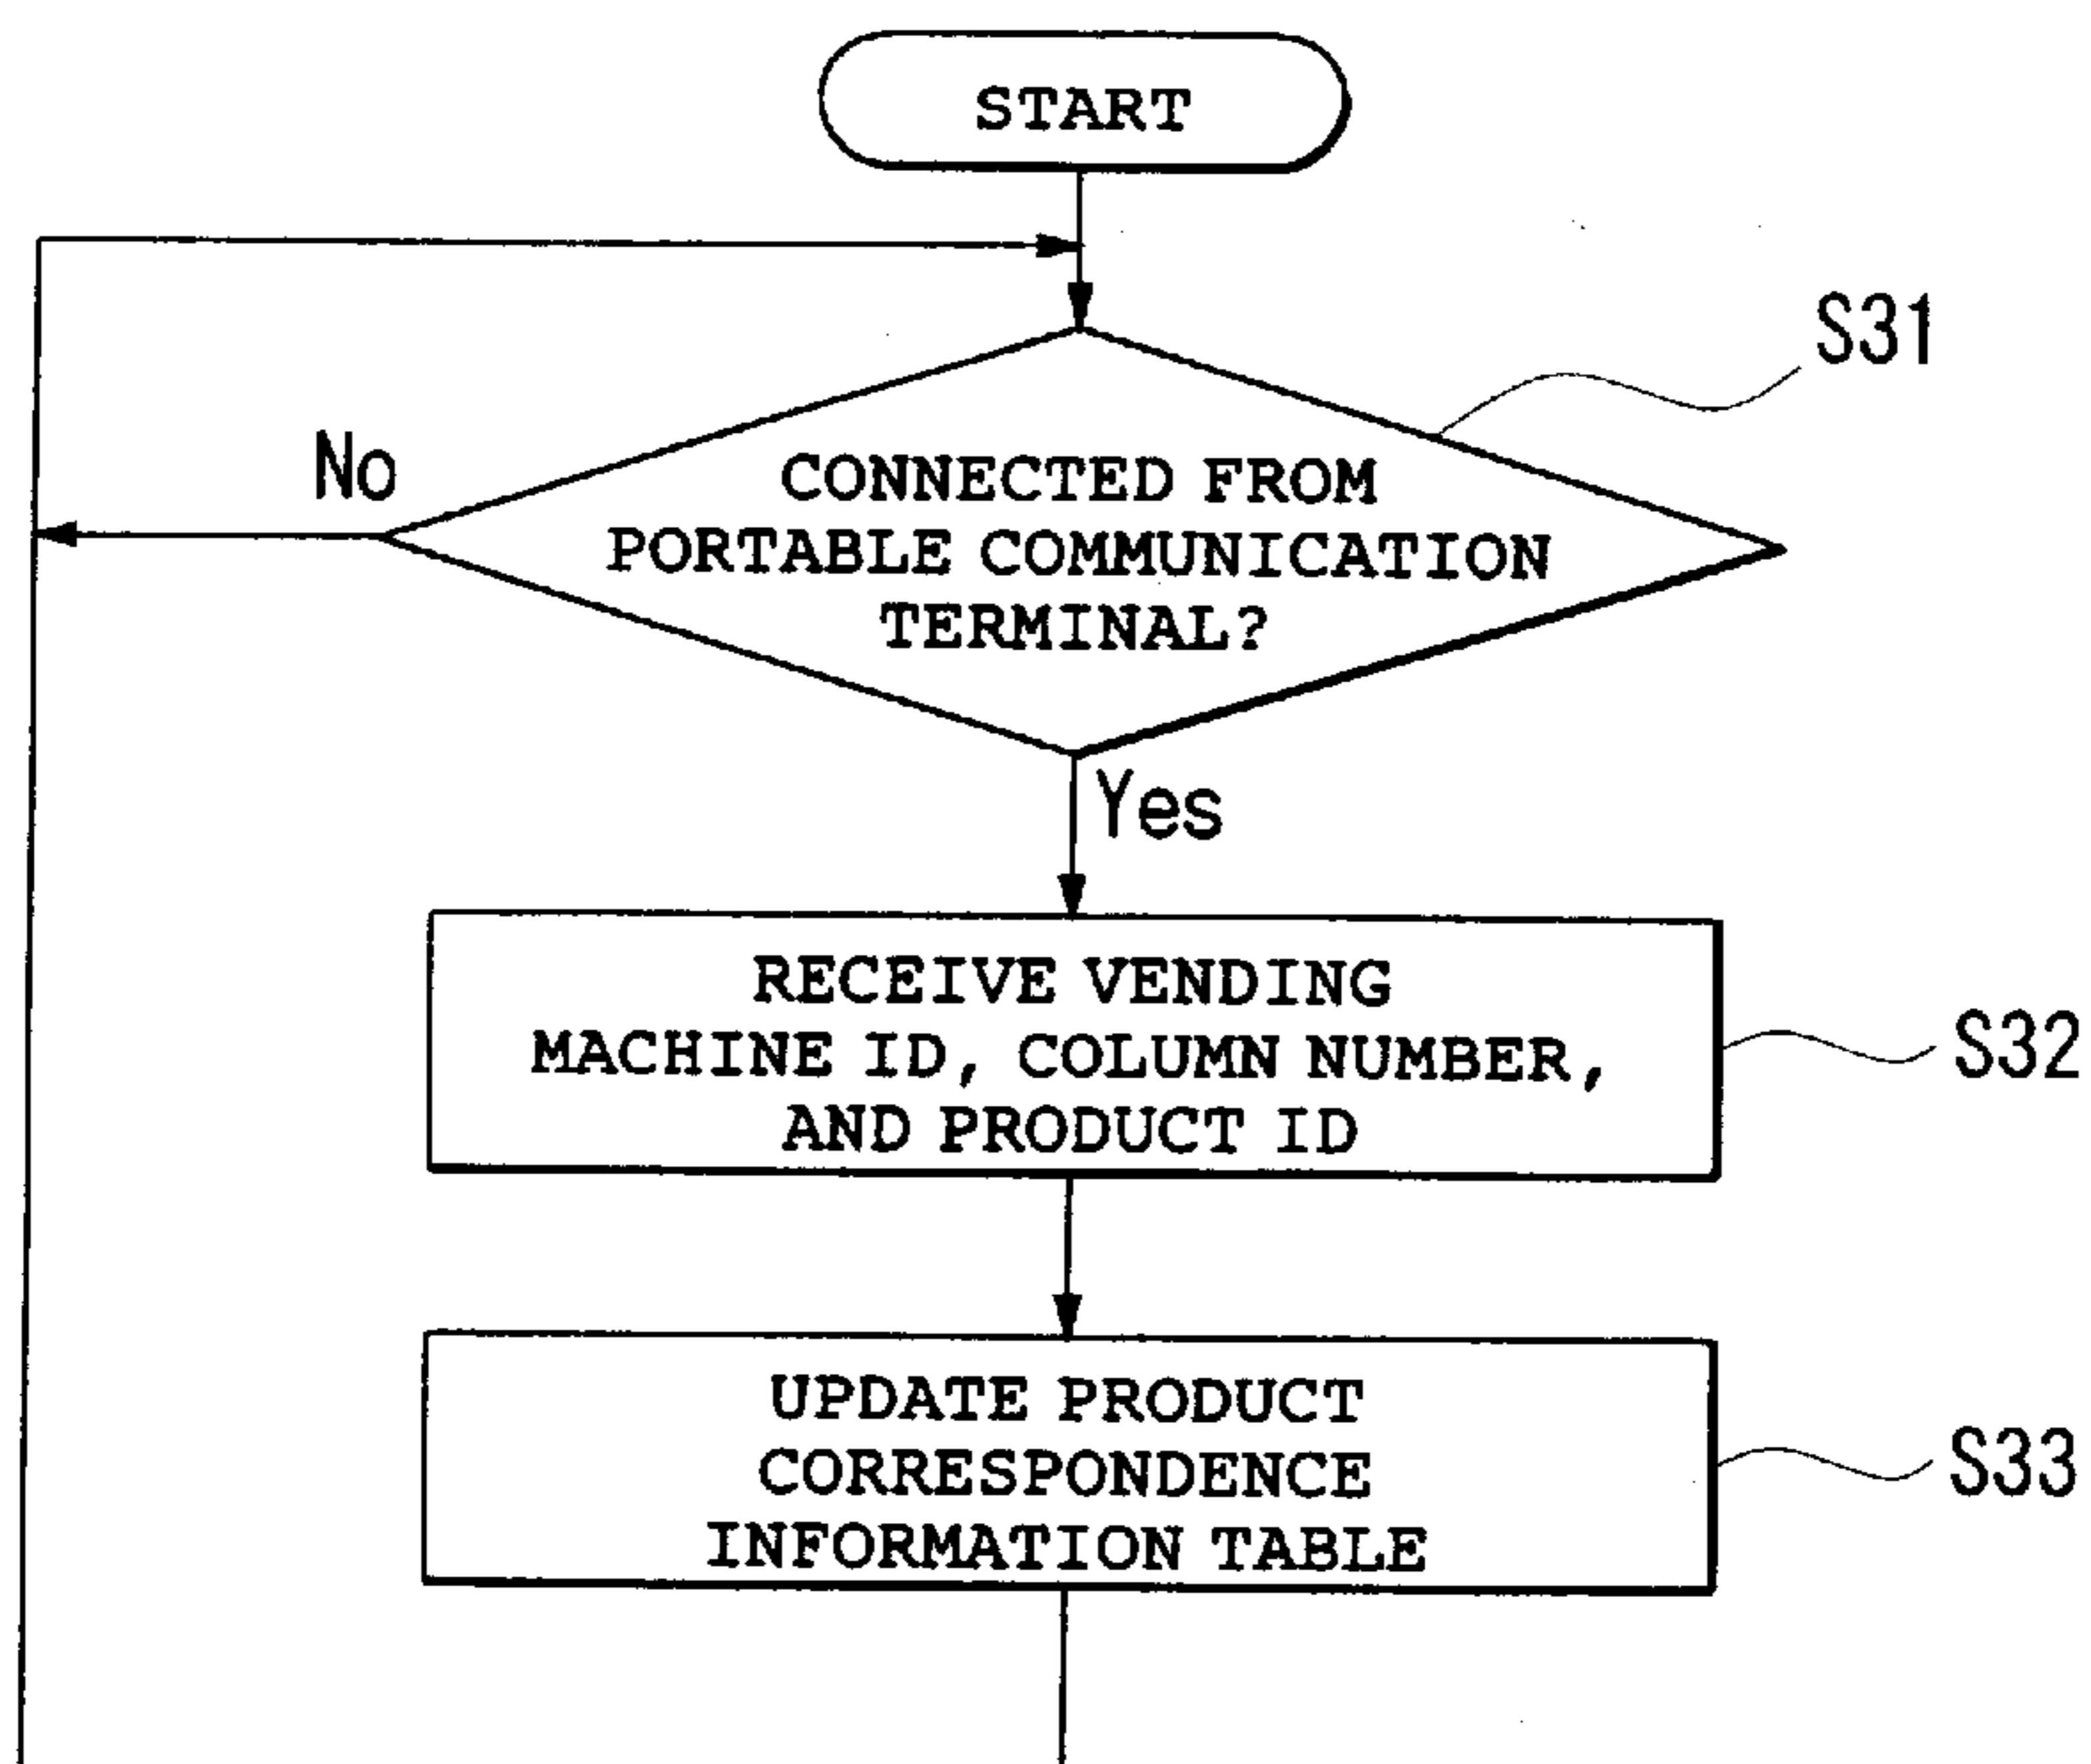 START
S31
No
CONNECTED FROM
PORTABLE COMMUNICATION
TERMINAL?
Yes
RECEIVE VENDING
MACHINE ID, COLUMN NUMBER,
AND PRODUCT ID
S32
UPDATE PRODUCT
CORRESPONDENCE
INFORMATION TABLE
S33